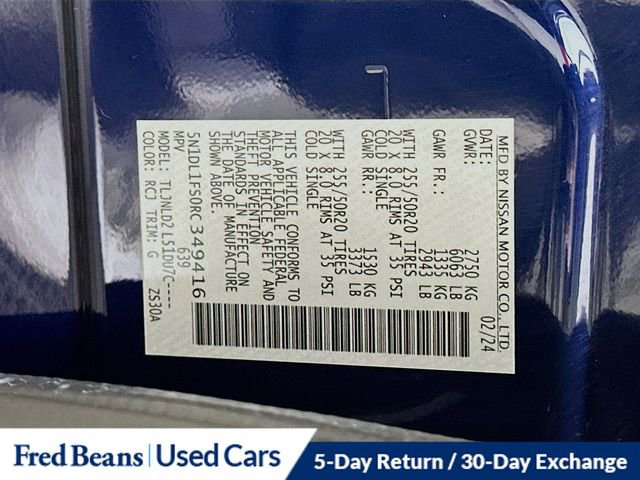 MFD BY NISSAN MOTOR CO., LTD.
DATE: 02/24
GVWR: 2750 KG
6063 LB
GAWR FR: 1335 KG
2943 LB
WITH 255/50R20 TIRES
20 X 8.0 RIMS AT 35 PSI
COLD SINGLE
GAWR RR: 1530 KG
3373 LB
WITH 255/50R20 TIRES
20 X 8.0 RIMS AT 35 PSI
COLD SINGLE
THIS VEHICLE CONFORMS TO
ALL APPLICABLE FEDERAL
MOTOR VEHICLE SAFETY AND
THEFT PREVENTION
STANDARDS IN EFFECT ON
THE DATE OF MANUFACTURE
SHOWN ABOVE.
5N1DL1FS0RC349416
MPV 639
MODEL: TLJNLD2 LS1DU7C-----
COLOR: RCJ TRIM: G ZS30A
Fred Beans Used Cars
5-Day Return / 30-Day Exchange